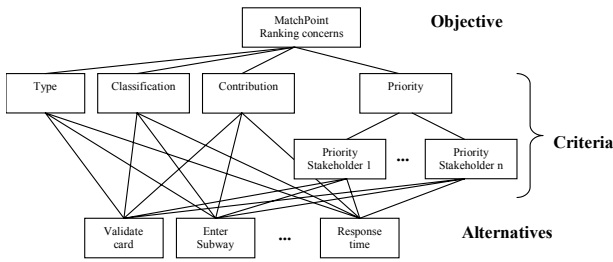 MatchPoint
Ranking concerns
Objective
Type
Classification
Contribution
Priority
Criteria
Priority
Stakeholder 1
...
Priority
Stakeholder n
Validate
card
Enter
Subway
...
Response
time
Alternatives